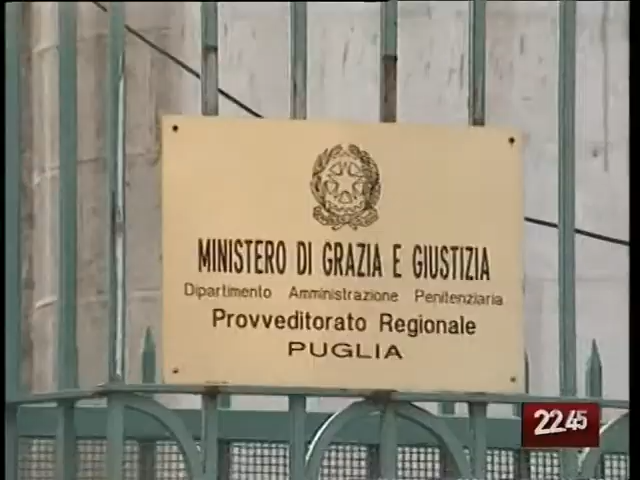 MINISTERO DI GRAZIA E GIUSTIZIA
Dipartimento Amministrazione Penitenziaria
Provveditorato Regionale
PUGLIA
22.45